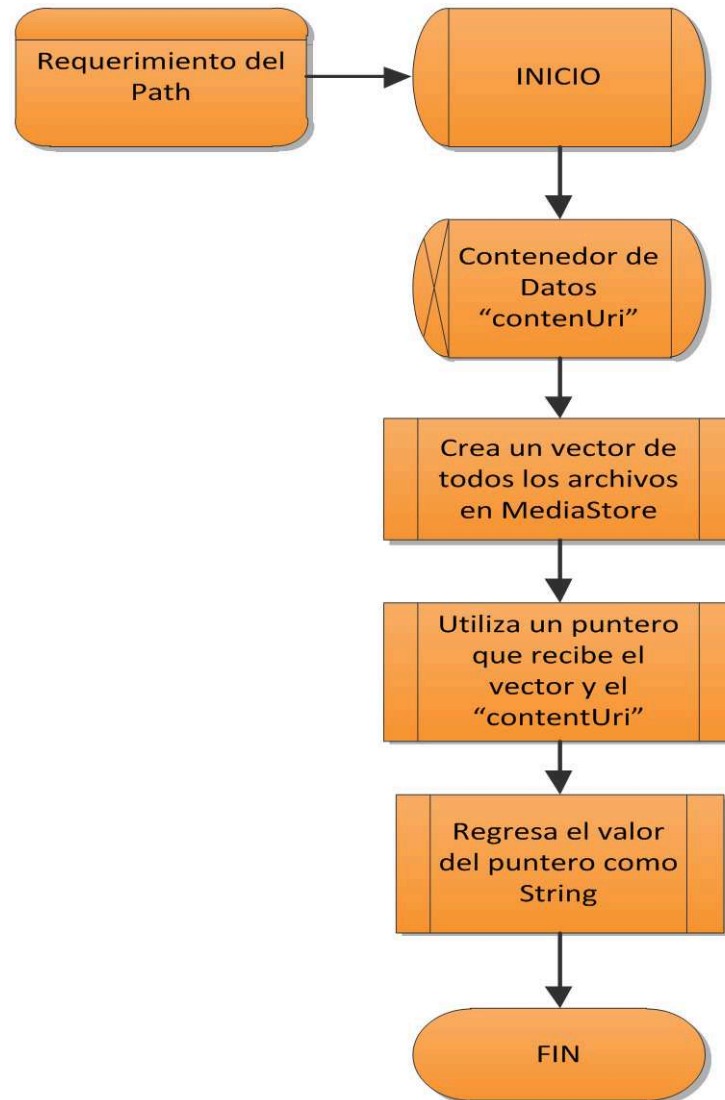 Requerimiento del
Path
INICIO
Contenedor de
Datos
“contenUri”
Crea un vector de
todos los archivos
en MediaStore
Utiliza un puntero
que recibe el
vector y el
“contentUri”
Regresa el valor
del puntero como
String
FIN